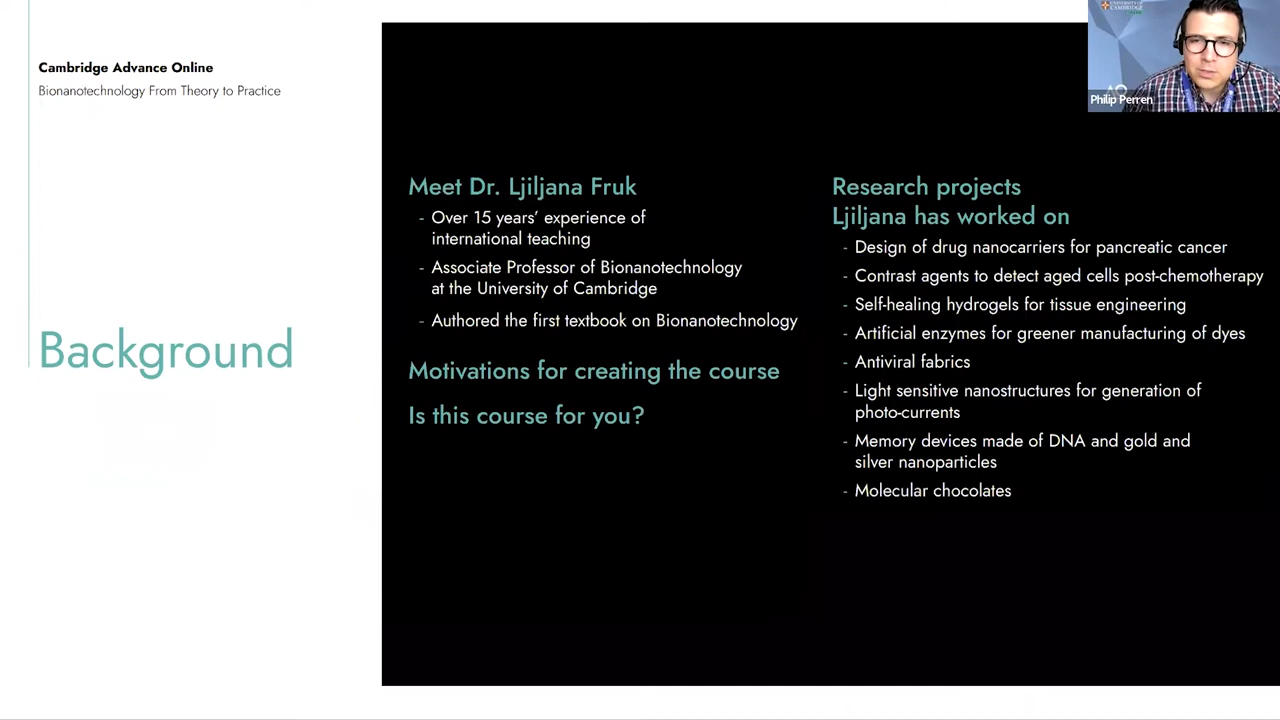 Cambridge Advance Online
Bionanotechnology From Theory to Practice
Background
Meet Dr. Ljiljana Fruk
- Over 15 years’ experience of
international teaching
- Associate Professor of Bionanotechnology
at the University of Cambridge
- Authored the first textbook on Bionanotechnology
Motivations for creating the course
Is this course for you?
Research projects
Ljiljana has worked on
- Design of drug nanocarriers for pancreatic cancer
- Contrast agents to detect aged cells post-chemotherapy
- Self-healing hydrogels for tissue engineering
- Artificial enzymes for greener manufacturing of dyes
- Antiviral fabrics
- Light sensitive nanostructures for generation of
photo-currents
- Memory devices made of DNA and gold and
silver nanoparticles
- Molecular chocolates
UNIVERSITY OF
CAMBRIDGE
Philip Perren